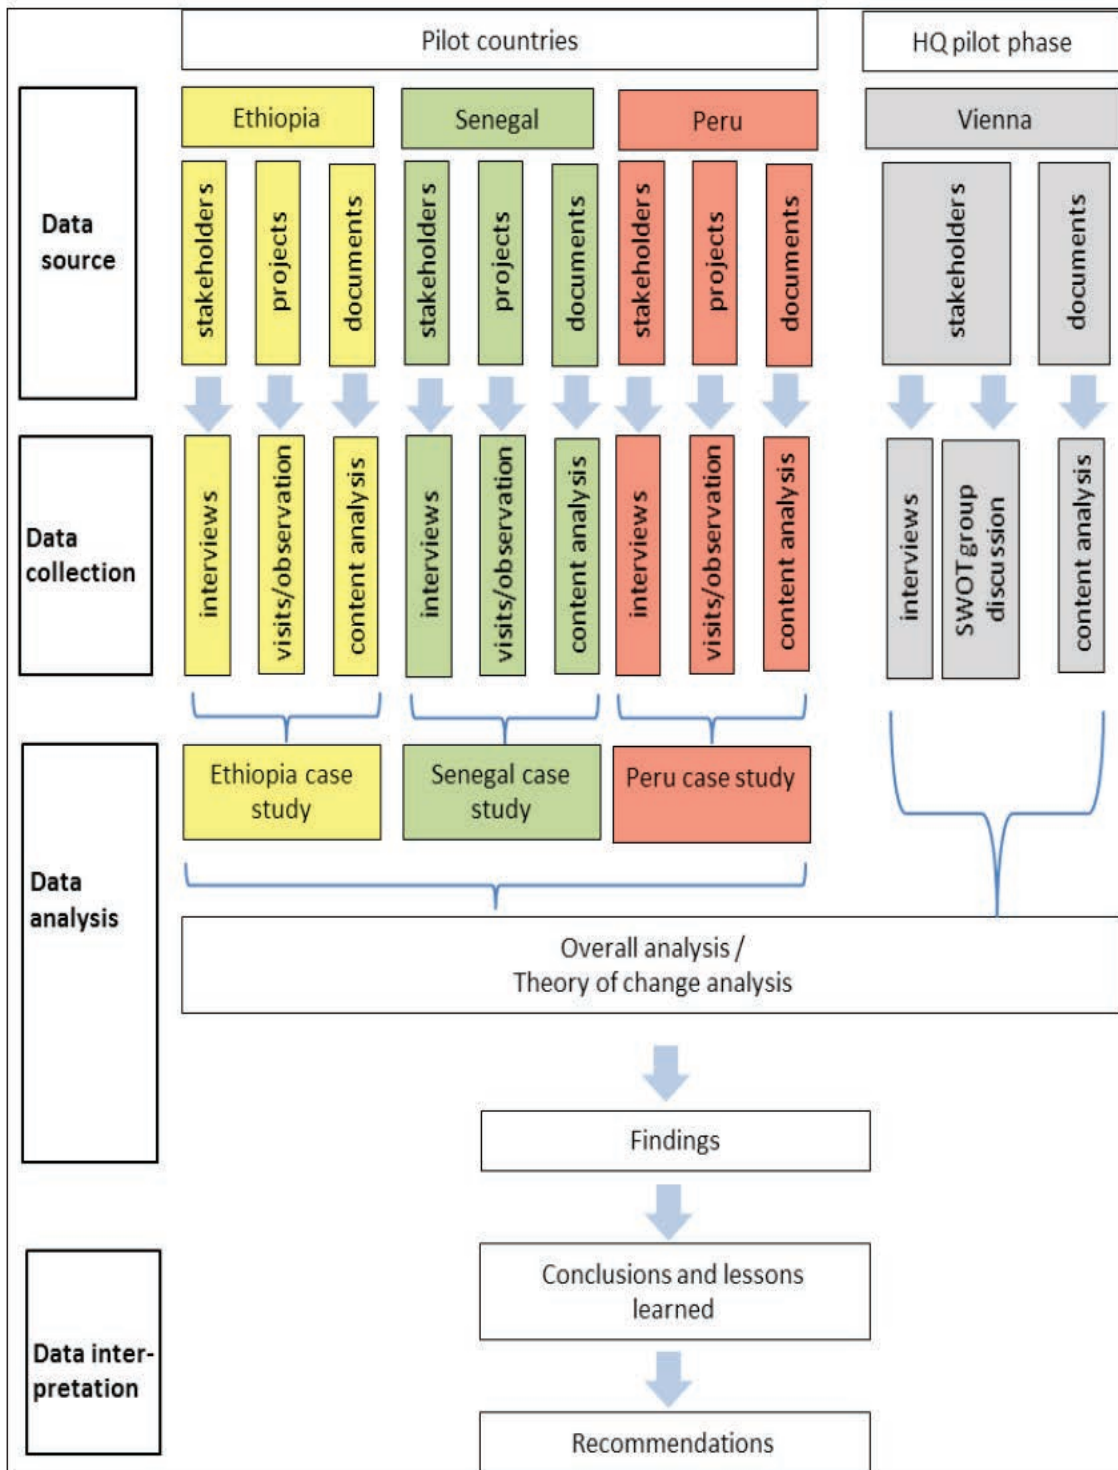 Pilot countries
HQ pilot phase
Ethiopia
Senegal
Peru
Vienna
Data
source
stakeholders
projects
documents
stakeholders
projects
documents
stakeholders
projects
documents
stakeholders
documents
Data
collection
interviews
visits/observation
content analysis
interviews
visits/observation
content analysis
interviews
visits/observation
content analysis
interviews
SWOT group
discussion
content analysis
Data
analysis
Ethiopia case
study
Senegal case
study
Peru case study
Overall analysis /
Theory of change analysis
Findings
Data inter-
pretation
Conclusions and lessons
learned
Recommendations